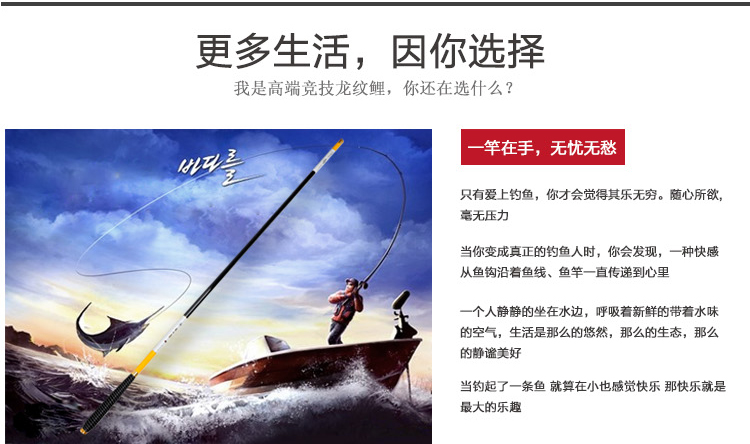 更多生活，因你选择
我是高端竞技龙纹鲤，你还在选什么？
버디를
一竿在手，无忧无愁
只有爱上钓鱼，你才会觉得其乐无穷。随心所欲，
毫无压力
当你变成真正的钓鱼人时，你会发现，一种快感
从鱼钩沿着鱼线、鱼竿一直传递到心里
一个人静静的坐在水边，呼吸着新鲜的带着水味
的空气，生活是那么的悠然，那么的生态，那么
的静谧美好
当钓起了一条鱼 就算在小也感觉快乐 那快乐就是
最大的乐趣